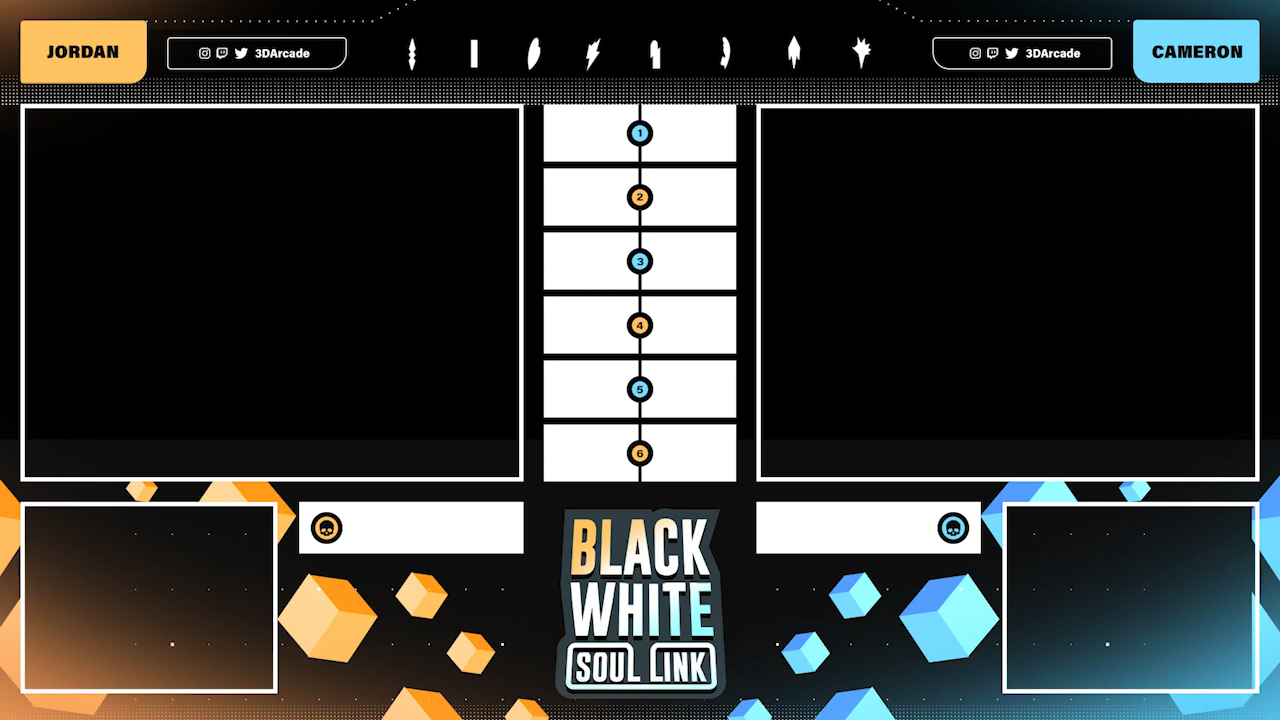 JORDAN
3DArcade
3DArcade
CAMERON
1
2
3
4
5
6
BLACK
WHITE
SOUL LINK